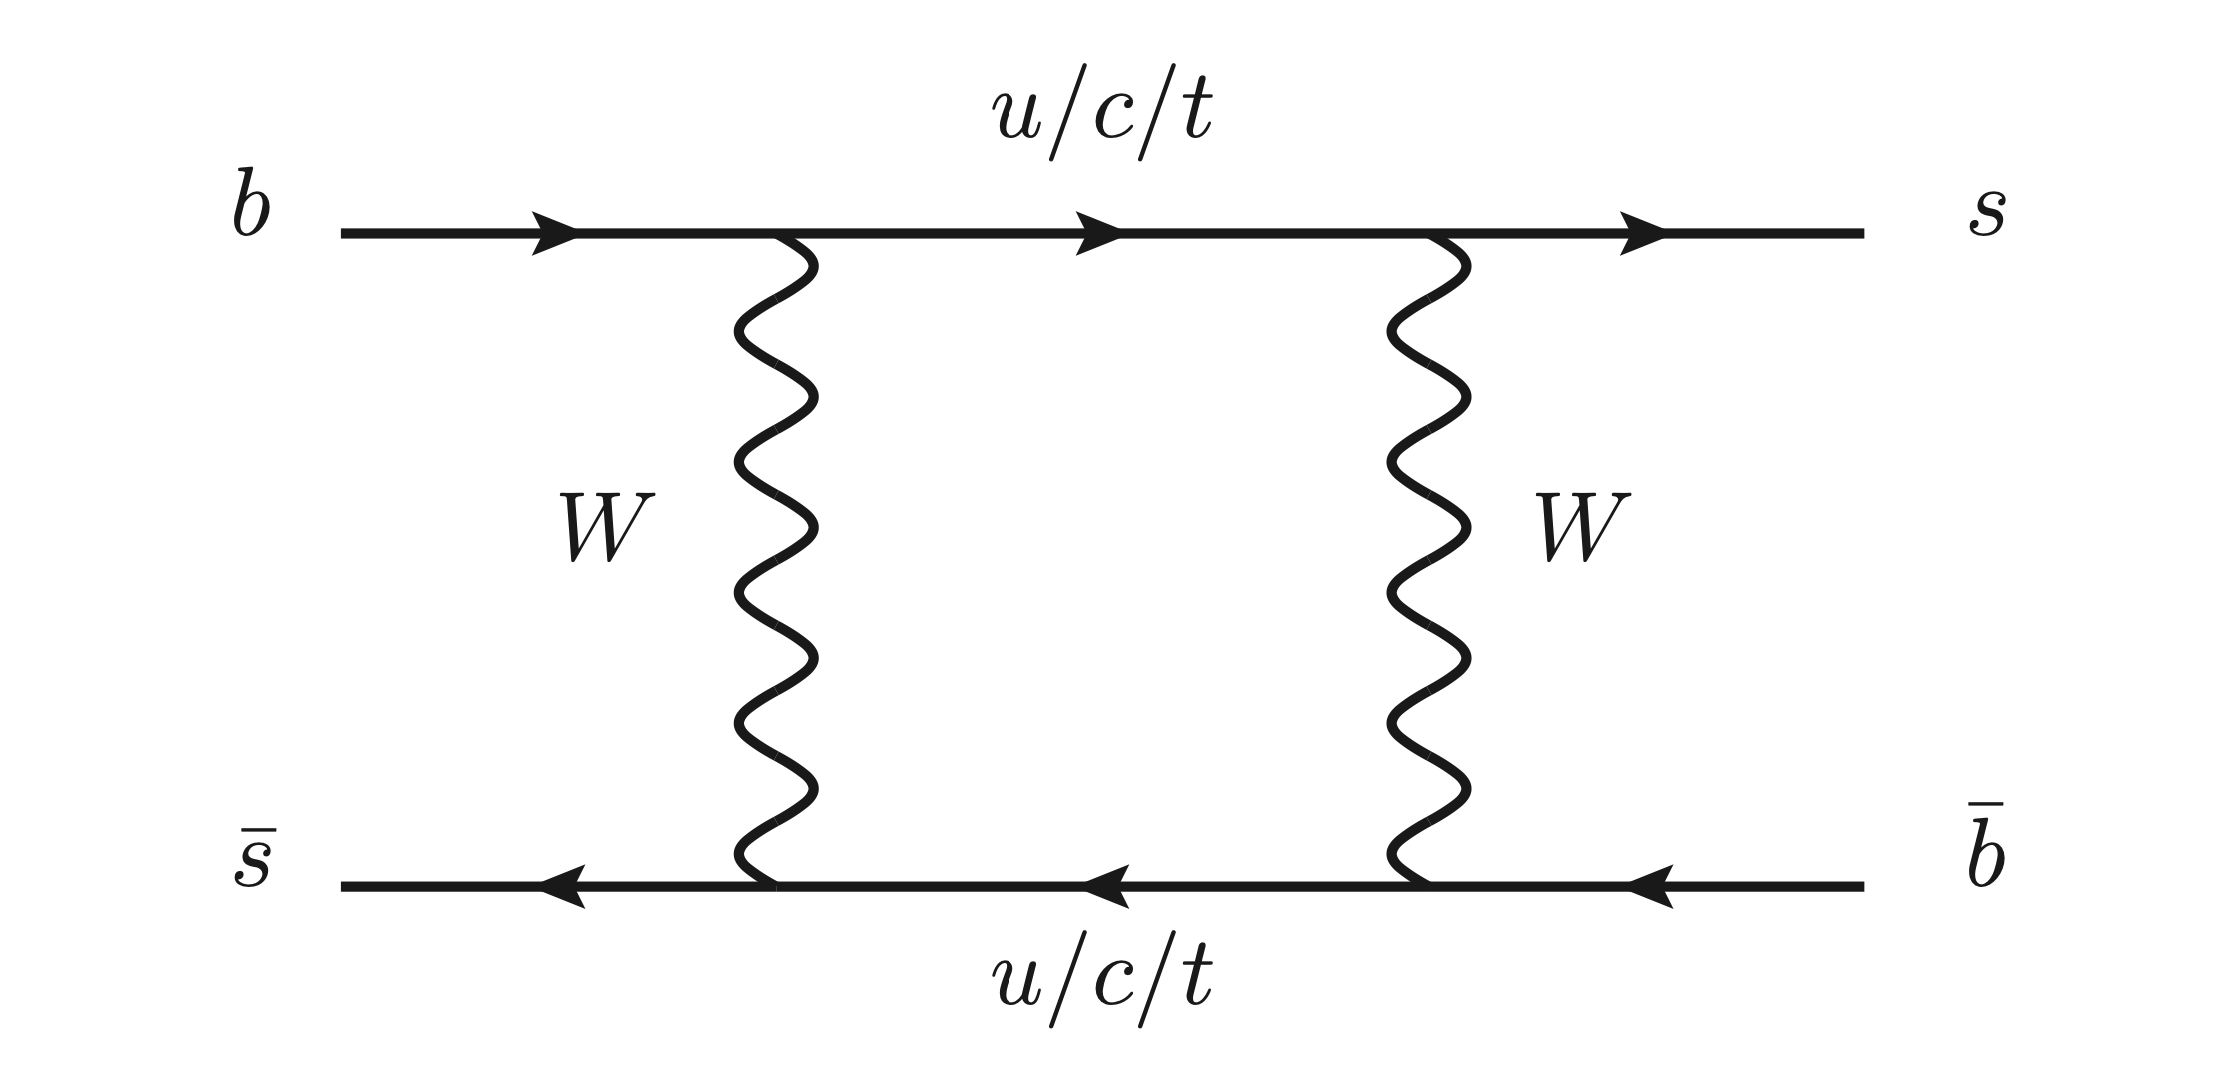 u/c/t
b s
W W
s̄ b̄
u/c/t